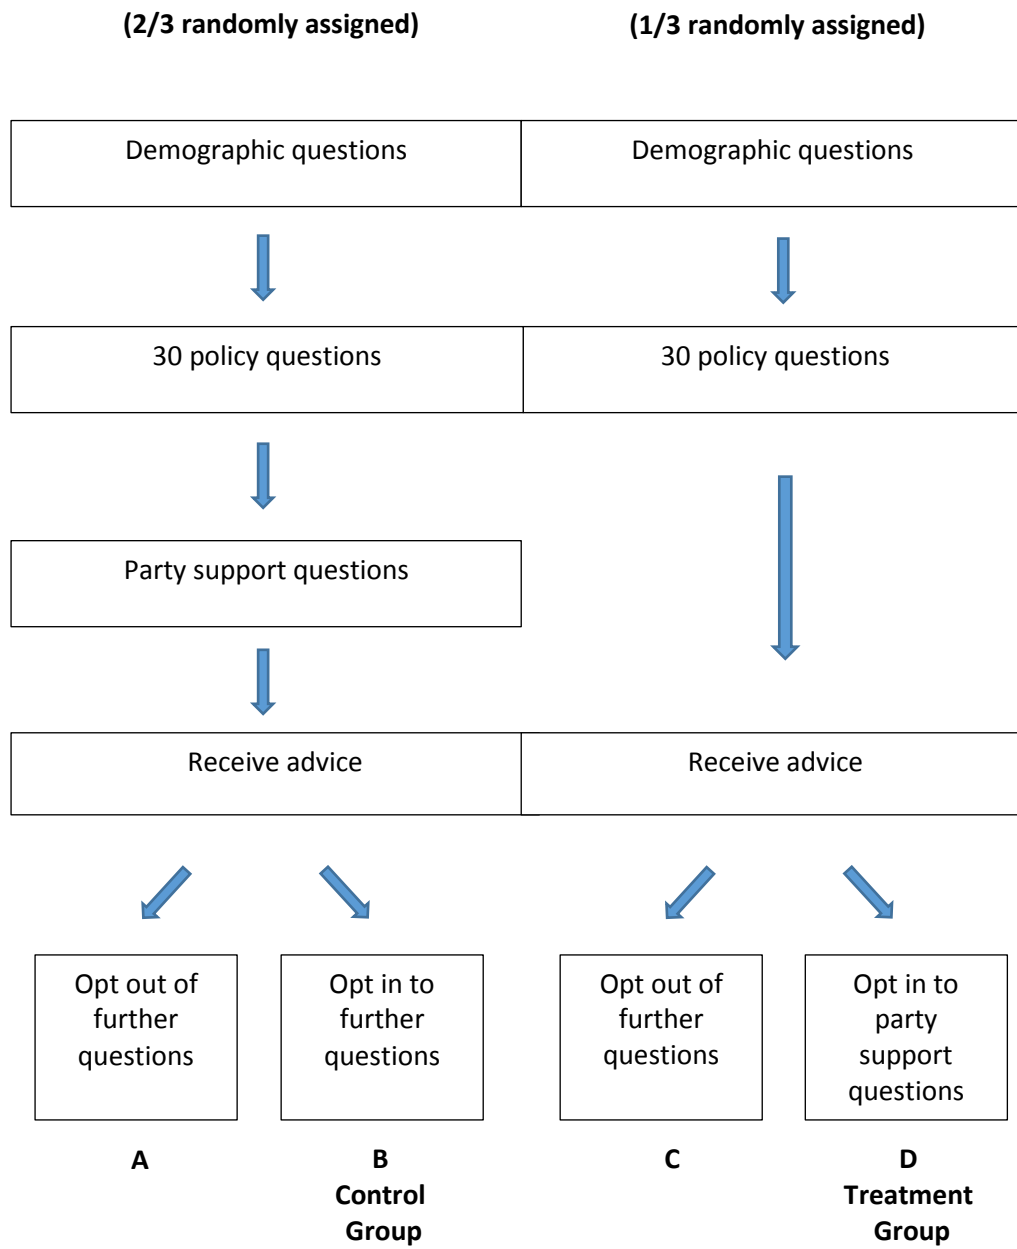 (2/3 randomly assigned)
(1/3 randomly assigned)
Demographic questions
Demographic questions
30 policy questions
30 policy questions
Party support questions
Receive advice
Receive advice
Opt out of
further
questions
Opt in to
further
questions
Opt out of
further
questions
Opt in to
party
support
questions
A
B
Control
Group
C
D
Treatment
Group